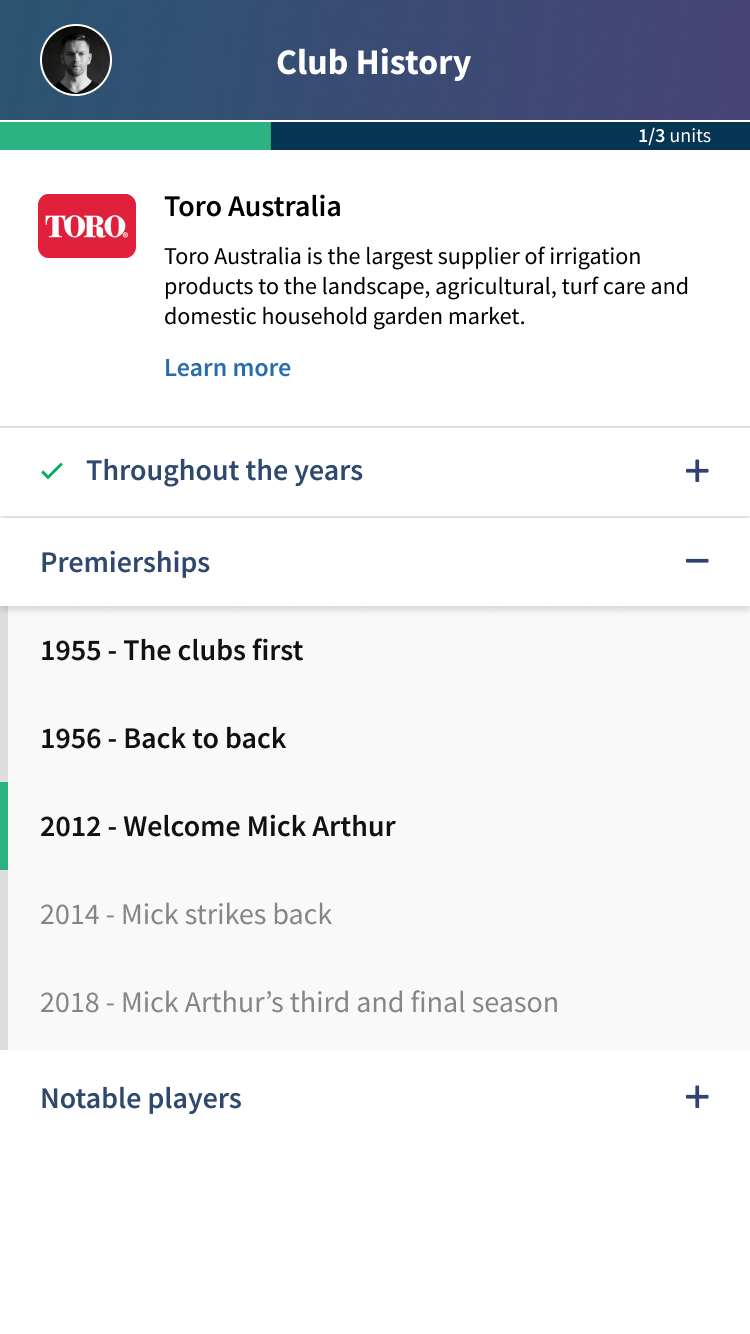 Club History
1/3 units
TORO.
Toro Australia
Toro Australia is the largest supplier of irrigation
products to the landscape, agricultural, turf care and
domestic household garden market.
Learn more
Throughout the years
Premierships
1955 - The clubs first
1956 - Back to back
2012 - Welcome Mick Arthur
2014 - Mick strikes back
2018 - Mick Arthur’s third and final season
Notable players